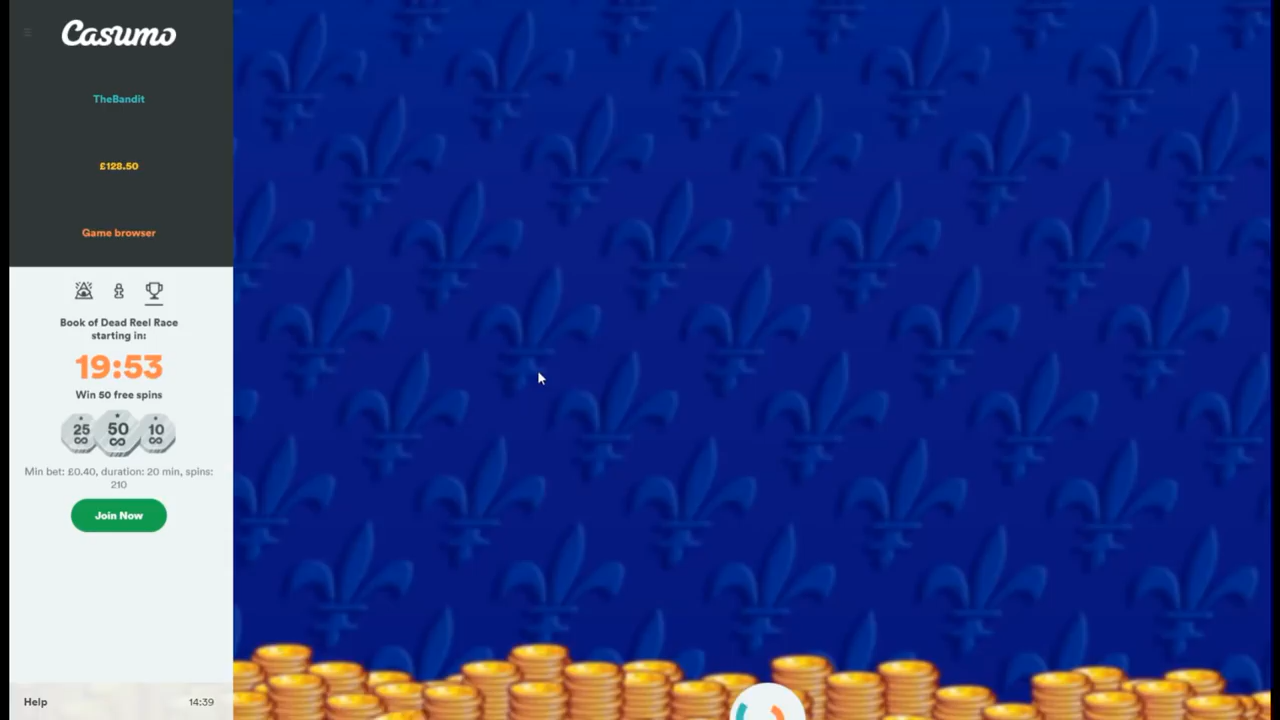 Casumo
TheBandit
£128.50
Game browser
Book of Dead Reel Race
starting in:
19:53
Win 50 free spins
25 50 10
Min bet: £0.40, duration: 20 min, spins:
210
Join Now
Help 14:39